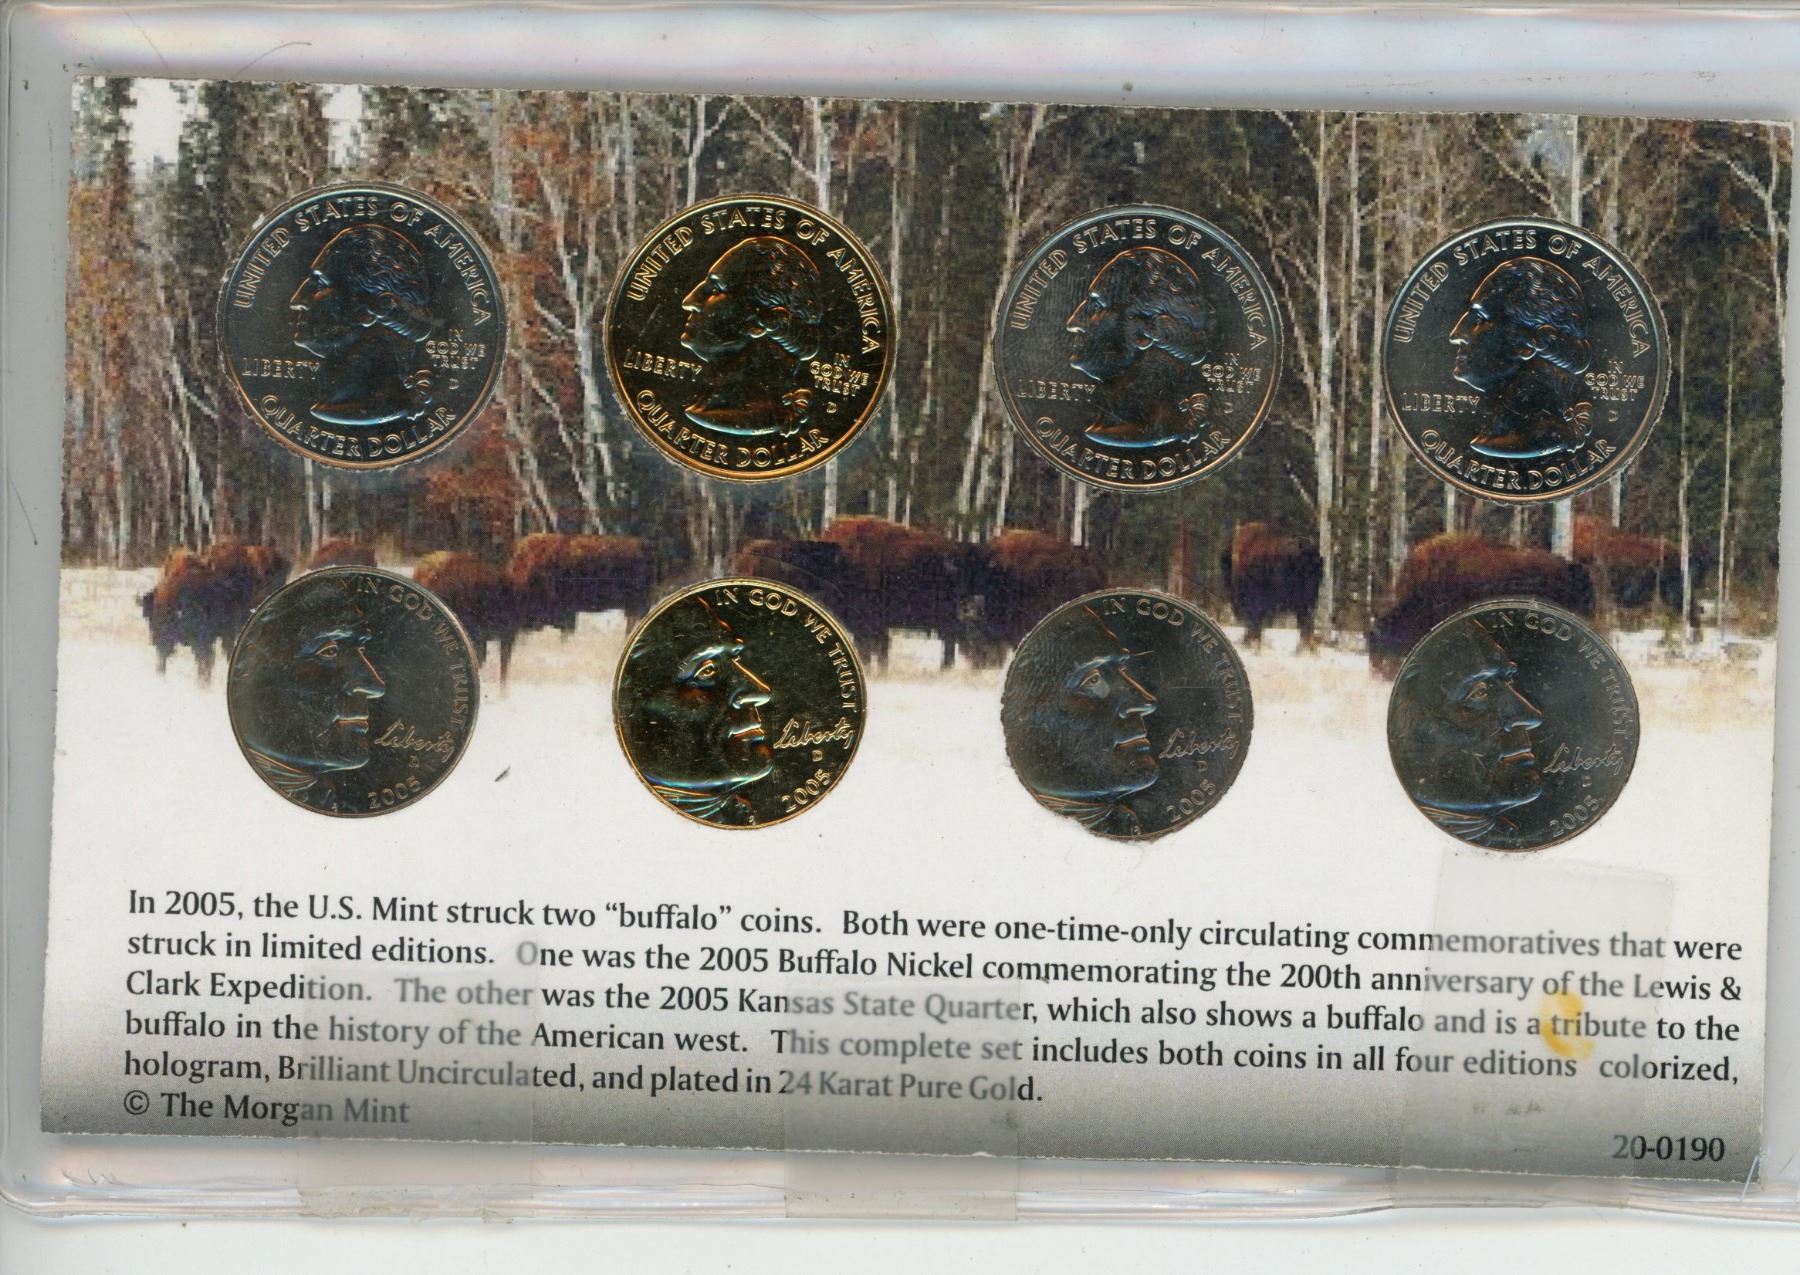 UNITED STATES OF AMERICA
LIBERTY
IN
GOD WE
TRUST
D
QUARTER DOLLAR
UNITED STATES OF AMERICA
LIBERTY
IN
GOD WE
TRUST
D
QUARTER DOLLAR
UNITED STATES OF AMERICA
LIBERTY
IN
GOD WE
TRUST
D
QUARTER DOLLAR
UNITED STATES OF AMERICA
LIBERTY
IN
GOD WE
TRUST
D
QUARTER DOLLAR
IN GOD WE TRUST
Liberty
D
2005
IN GOD WE TRUST
Liberty
D
2005
IN GOD WE TRUST
Liberty
D
2005
IN GOD WE TRUST
Liberty
D
2005
In 2005, the U.S. Mint struck two “buffalo” coins. Both were one-time-only circulating commemoratives that were
struck in limited editions. One was the 2005 Buffalo Nickel commemorating the 200th anniversary of the Lewis &
Clark Expedition. The other was the 2005 Kansas State Quarter, which also shows a buffalo and is a tribute to the
buffalo in the history of the American west. This complete set includes both coins in all four editions colorized,
hologram, Brilliant Uncirculated, and plated in 24 Karat Pure Gold.
© The Morgan Mint
20-0190